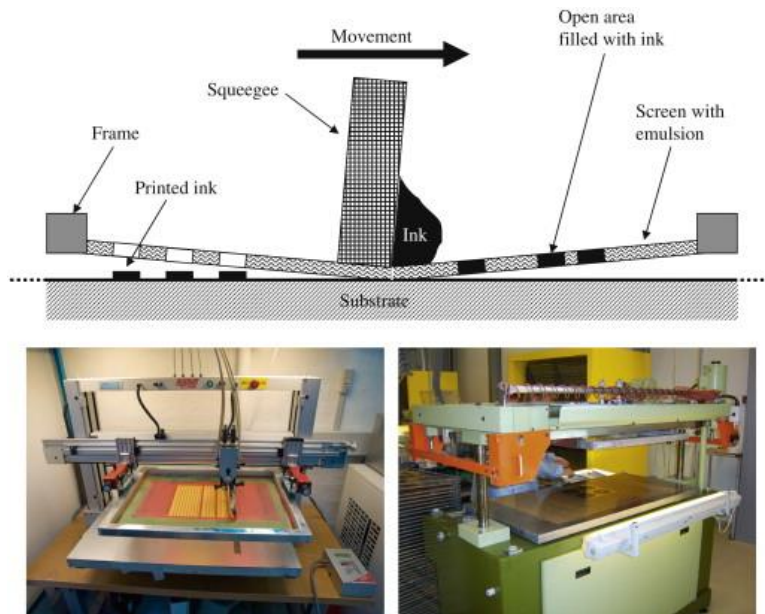 Movement
Open area
filled with ink
Squeegee
Screen with
emulsion
Frame
Printed ink
Ink
Substrate